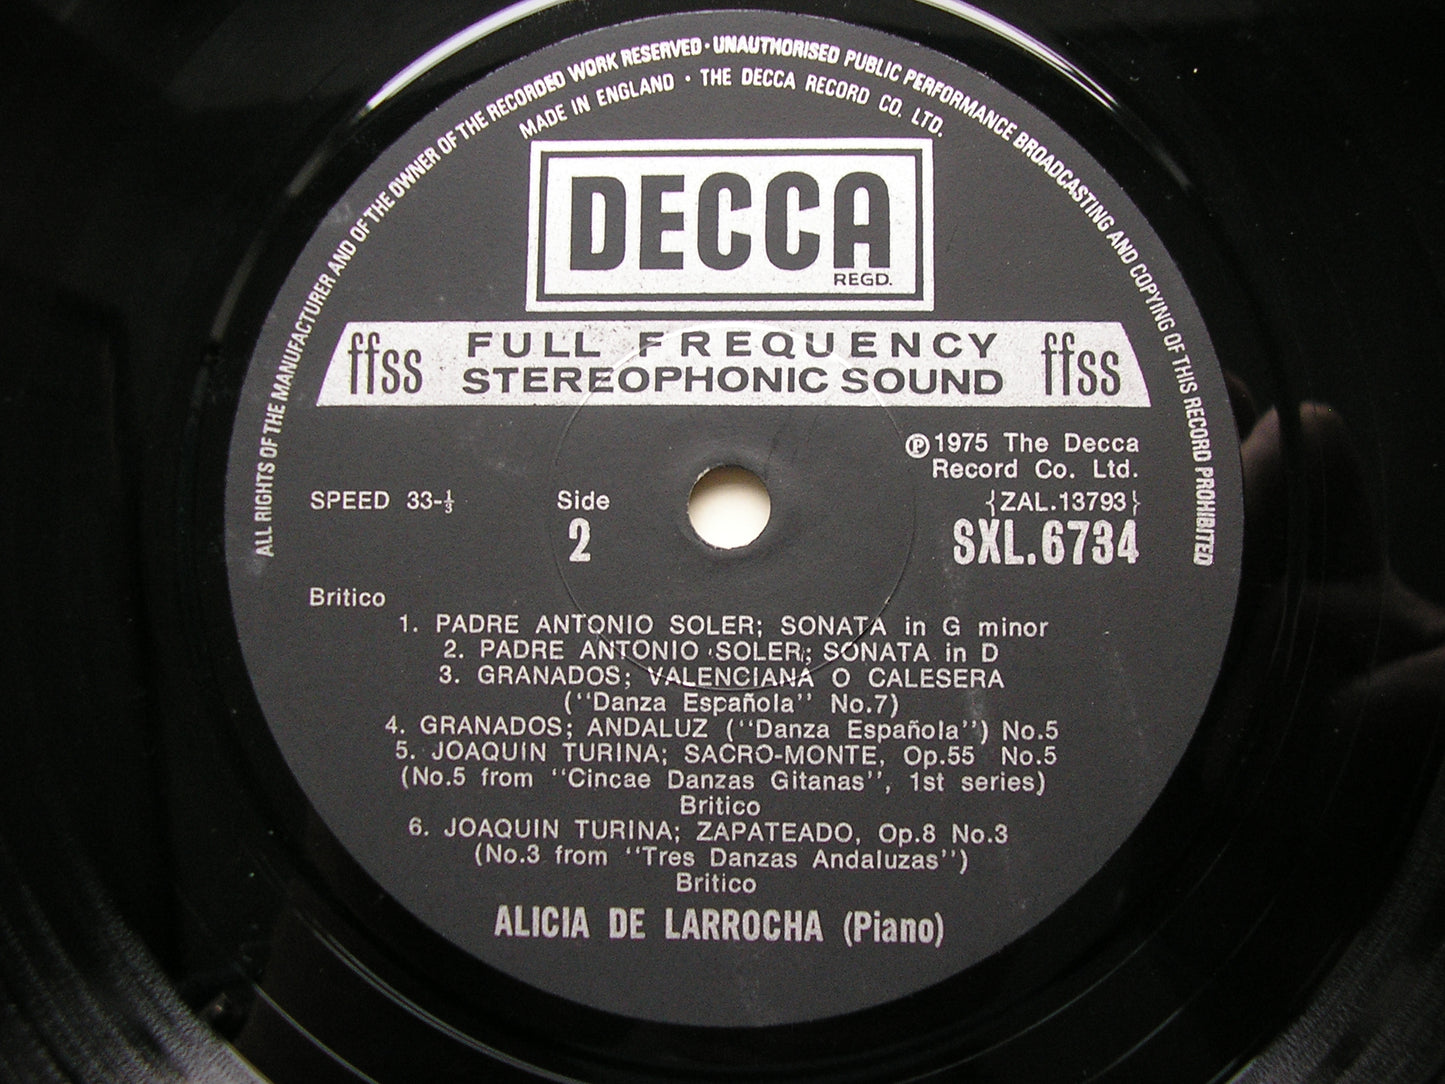 ALL RIGHTS OF THE MANUFACTURER AND OF THE OWNER OF THE RECORDED WORK RESERVED · UNAUTHORISED PUBLIC PERFORMANCE BROADCASTING AND COPYING OF THIS RECORD PROHIBITED
MADE IN ENGLAND · THE DECCA RECORD CO. LTD.
DECCA
REGD.
ffss FULL FREQUENCY STEREOPHONIC SOUND ffss
Ⓟ 1975 The Decca
Record Co. Ltd.
SPEED 33-⅓ Side {ZAL.13793}
2 SXL.6734
Britico
1. PADRE ANTONIO SOLER; SONATA in G minor
2. PADRE ANTONIO SOLER; SONATA in D
3. GRANADOS; VALENCIANA O CALESERA
(''Danza Española'' No.7)
4. GRANADOS; ANDALUZ (''Danza Española'') No.5
5. JOAQUIN TURINA; SACRO-MONTE, Op.55 No.5
(No.5 from ''Cincae Danzas Gitanas'', 1st series)
Britico
6. JOAQUIN TURINA; ZAPATEADO, Op.8 No.3
(No.3 from ''Tres Danzas Andaluzas'')
Britico
ALICIA DE LARROCHA (Piano)